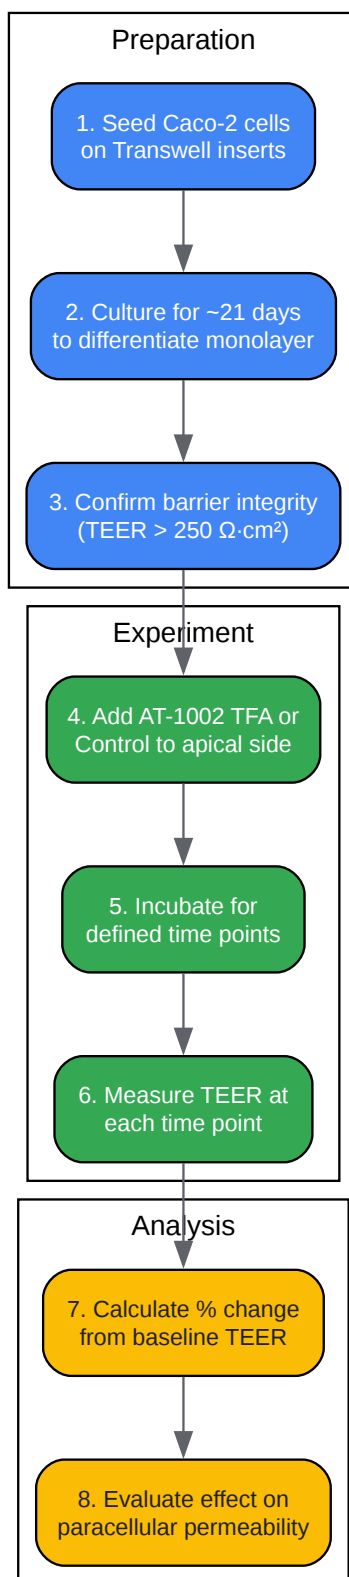 Preparation
1. Seed Caco-2 cells
on Transwell inserts
2. Culture for ~21 days
to differentiate monolayer
3. Confirm barrier integrity
(TEER > 250 Ω·cm²)
Experiment
4. Add AT-1002 TFA or
Control to apical side
5. Incubate for
defined time points
6. Measure TEER at
each time point
Analysis
7. Calculate % change
from baseline TEER
8. Evaluate effect on
paracellular permeability